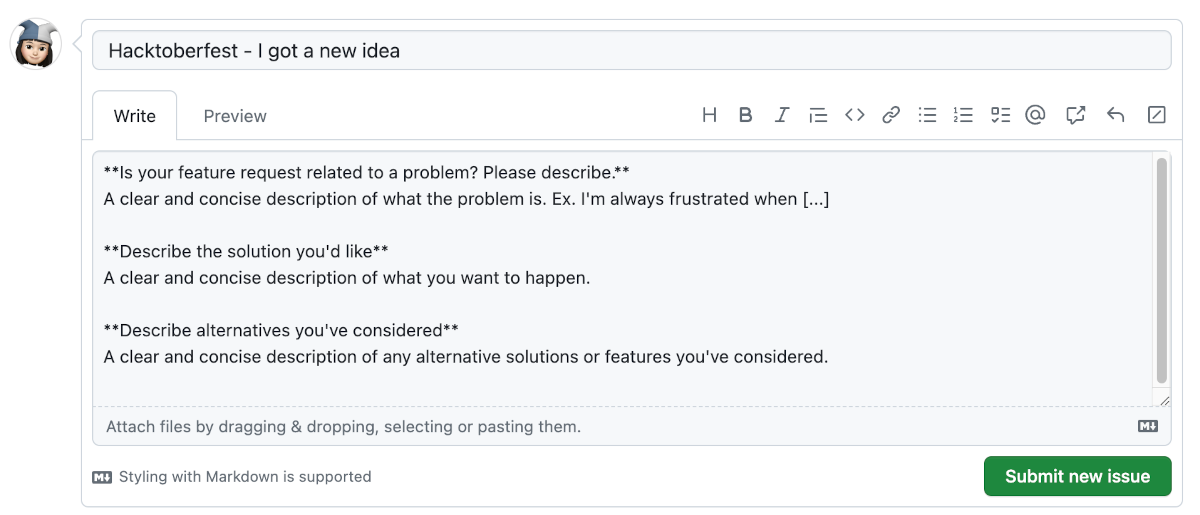 Hacktoberfest - I got a new idea
Write Preview
**Is your feature request related to a problem? Please describe.**
A clear and concise description of what the problem is. Ex. I'm always frustrated when [...]
**Describe the solution you'd like**
A clear and concise description of what you want to happen.
**Describe alternatives you've considered**
A clear and concise description of any alternative solutions or features you've considered.
Attach files by dragging & dropping, selecting or pasting them.
Styling with Markdown is supported
Submit new issue